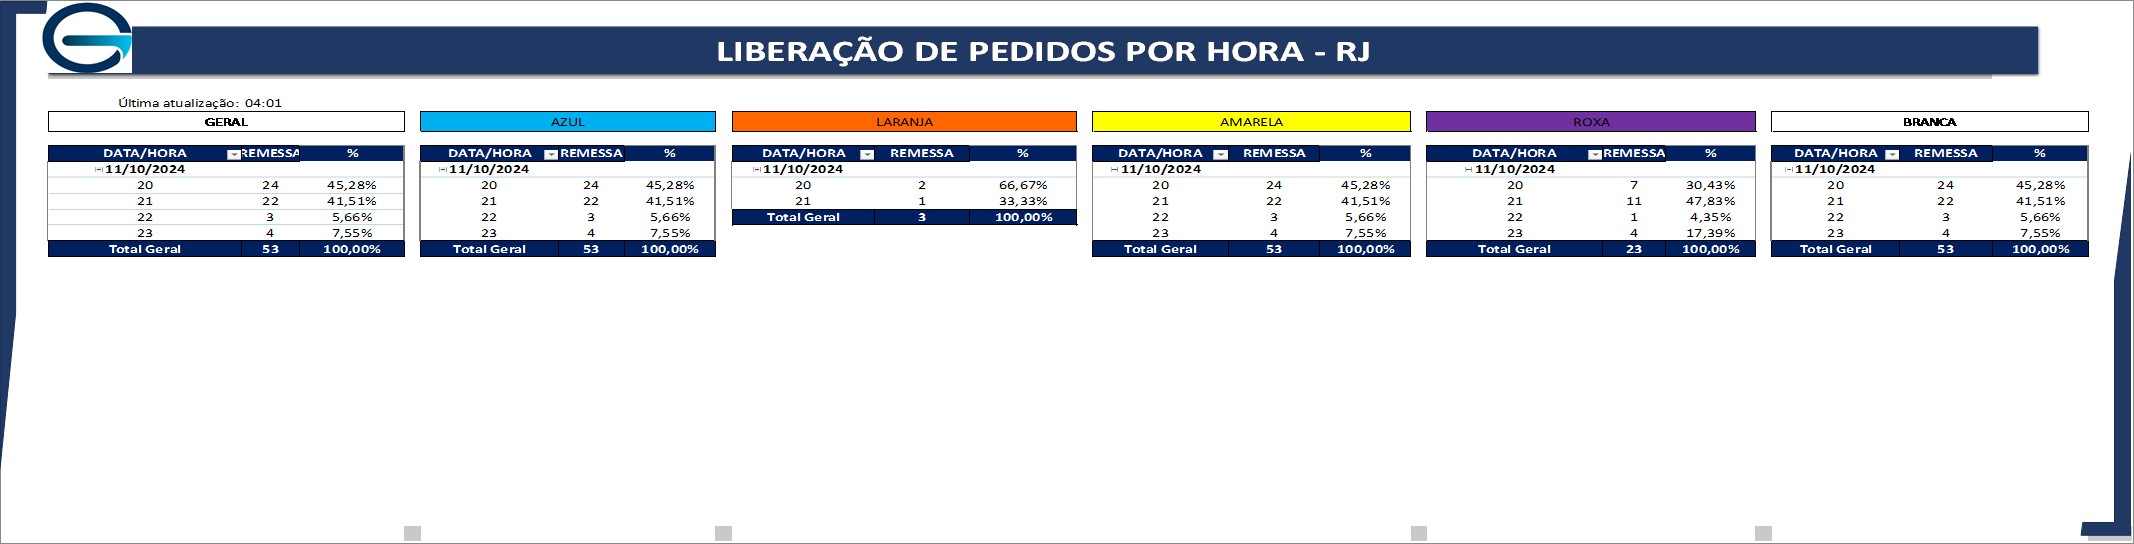 LIBERAÇÃO DE PEDIDOS POR HORA - RJ
Última atualização: 04:01
GERAL AZUL LARANJA AMARELA ROXA BRANCA
DATA/HORA REMESSA % DATA/HORA REMESSA % DATA/HORA REMESSA % DATA/HORA REMESSA % DATA/HORA REMESSA % DATA/HORA REMESSA %
11/10/2024 11/10/2024 11/10/2024 11/10/2024 11/10/2024 11/10/2024
20 24 45,28% 20 24 45,28% 20 2 66,67% 20 24 45,28% 20 7 30,43% 20 24 45,28%
21 22 41,51% 21 22 41,51% 21 1 33,33% 21 22 41,51% 21 11 47,83% 21 22 41,51%
22 3 5,66% 22 3 5,66% Total Geral 3 100,00% 22 3 5,66% 22 1 4,35% 22 3 5,66%
23 4 7,55% 23 4 7,55% 23 4 7,55% 23 4 17,39% 23 4 7,55%
Total Geral 53 100,00% Total Geral 53 100,00% Total Geral 53 100,00% Total Geral 23 100,00% Total Geral 53 100,00%